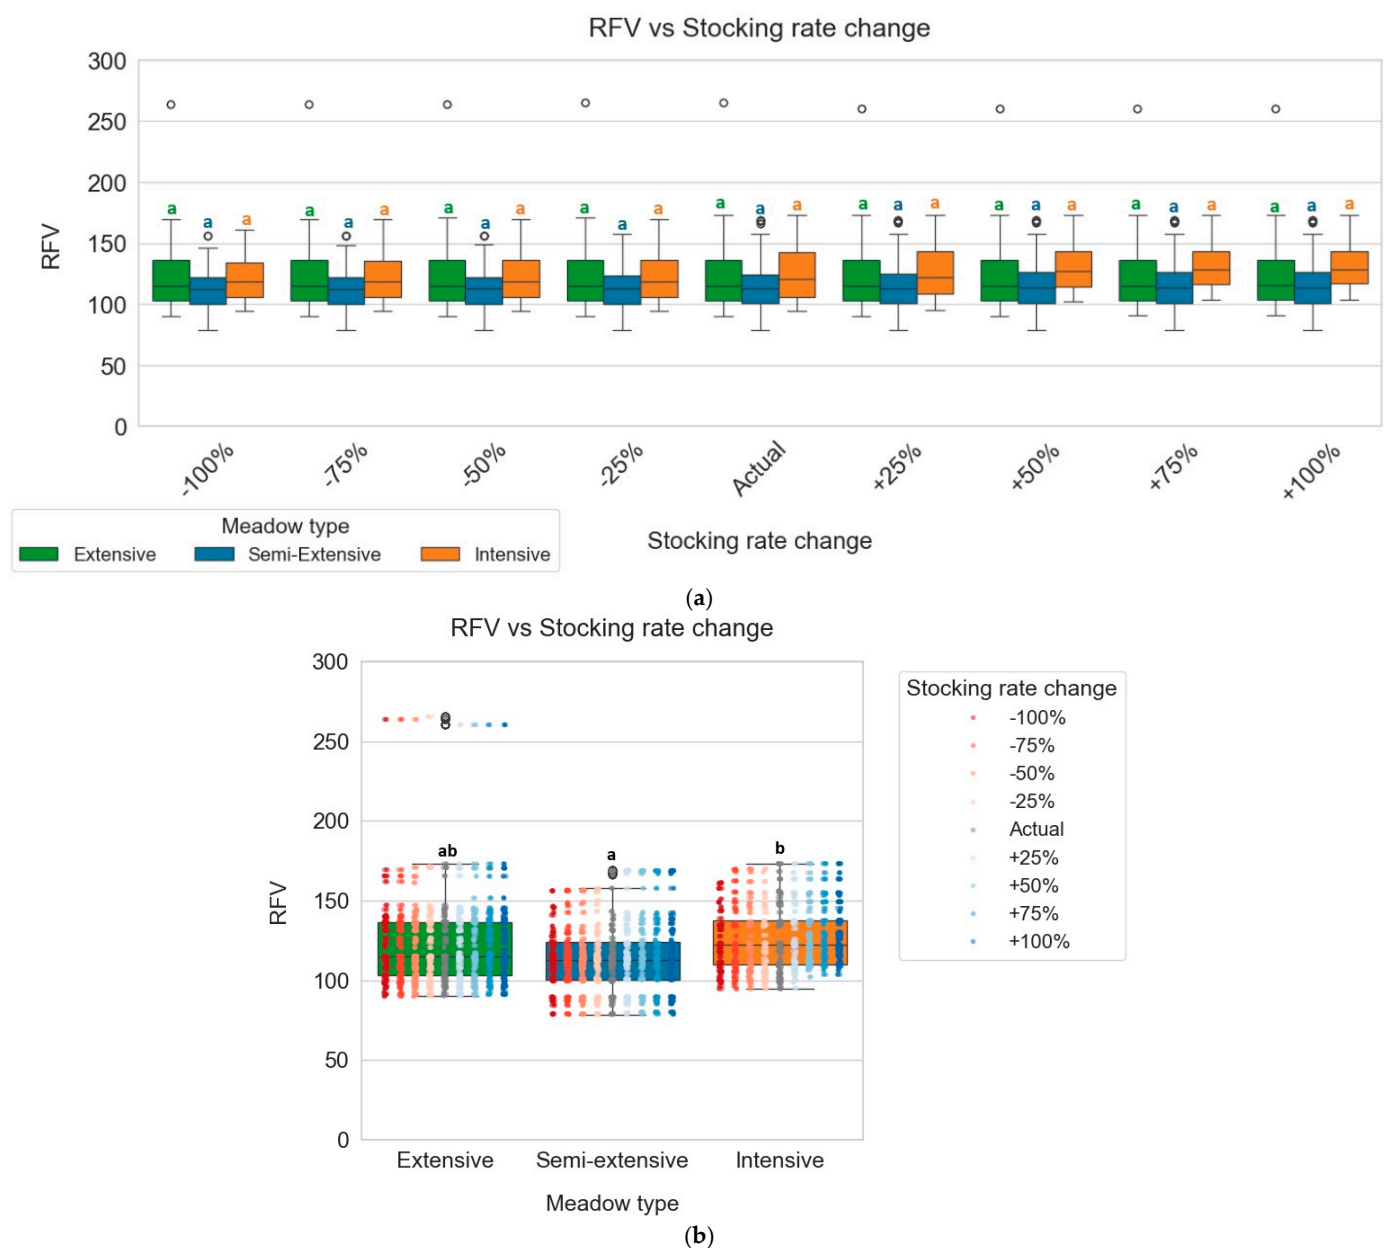 RFV vs Stocking rate change
300
250
200
150
100
50
0
RFV
a a a a a a a a a a a a a a a a a a a a a a a a a a a
-100% -75% -50% -25% Actual +25% +50% +75% +100%
Stocking rate change
Meadow type
Extensive Semi-Extensive Intensive
(a)
RFV vs Stocking rate change
300
250
200
150
100
50
0
RFV
ab a b
Extensive Semi-extensive Intensive
Meadow type
Stocking rate change
-100%
-75%
-50%
-25%
Actual
+25%
+50%
+75%
+100%
(b)